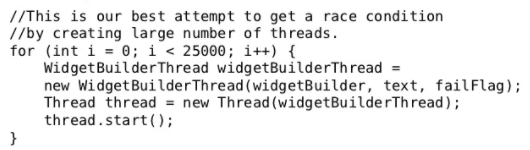 //This is our best attempt to get a race condition
//by creating large number of threads.
for (int i = 0; i < 25000; i++) {
    WidgetBuilderThread widgetBuilderThread =
    new WidgetBuilderThread(widgetBuilder, text, failFlag);
    Thread thread = new Thread(widgetBuilderThread);
    thread.start();
}